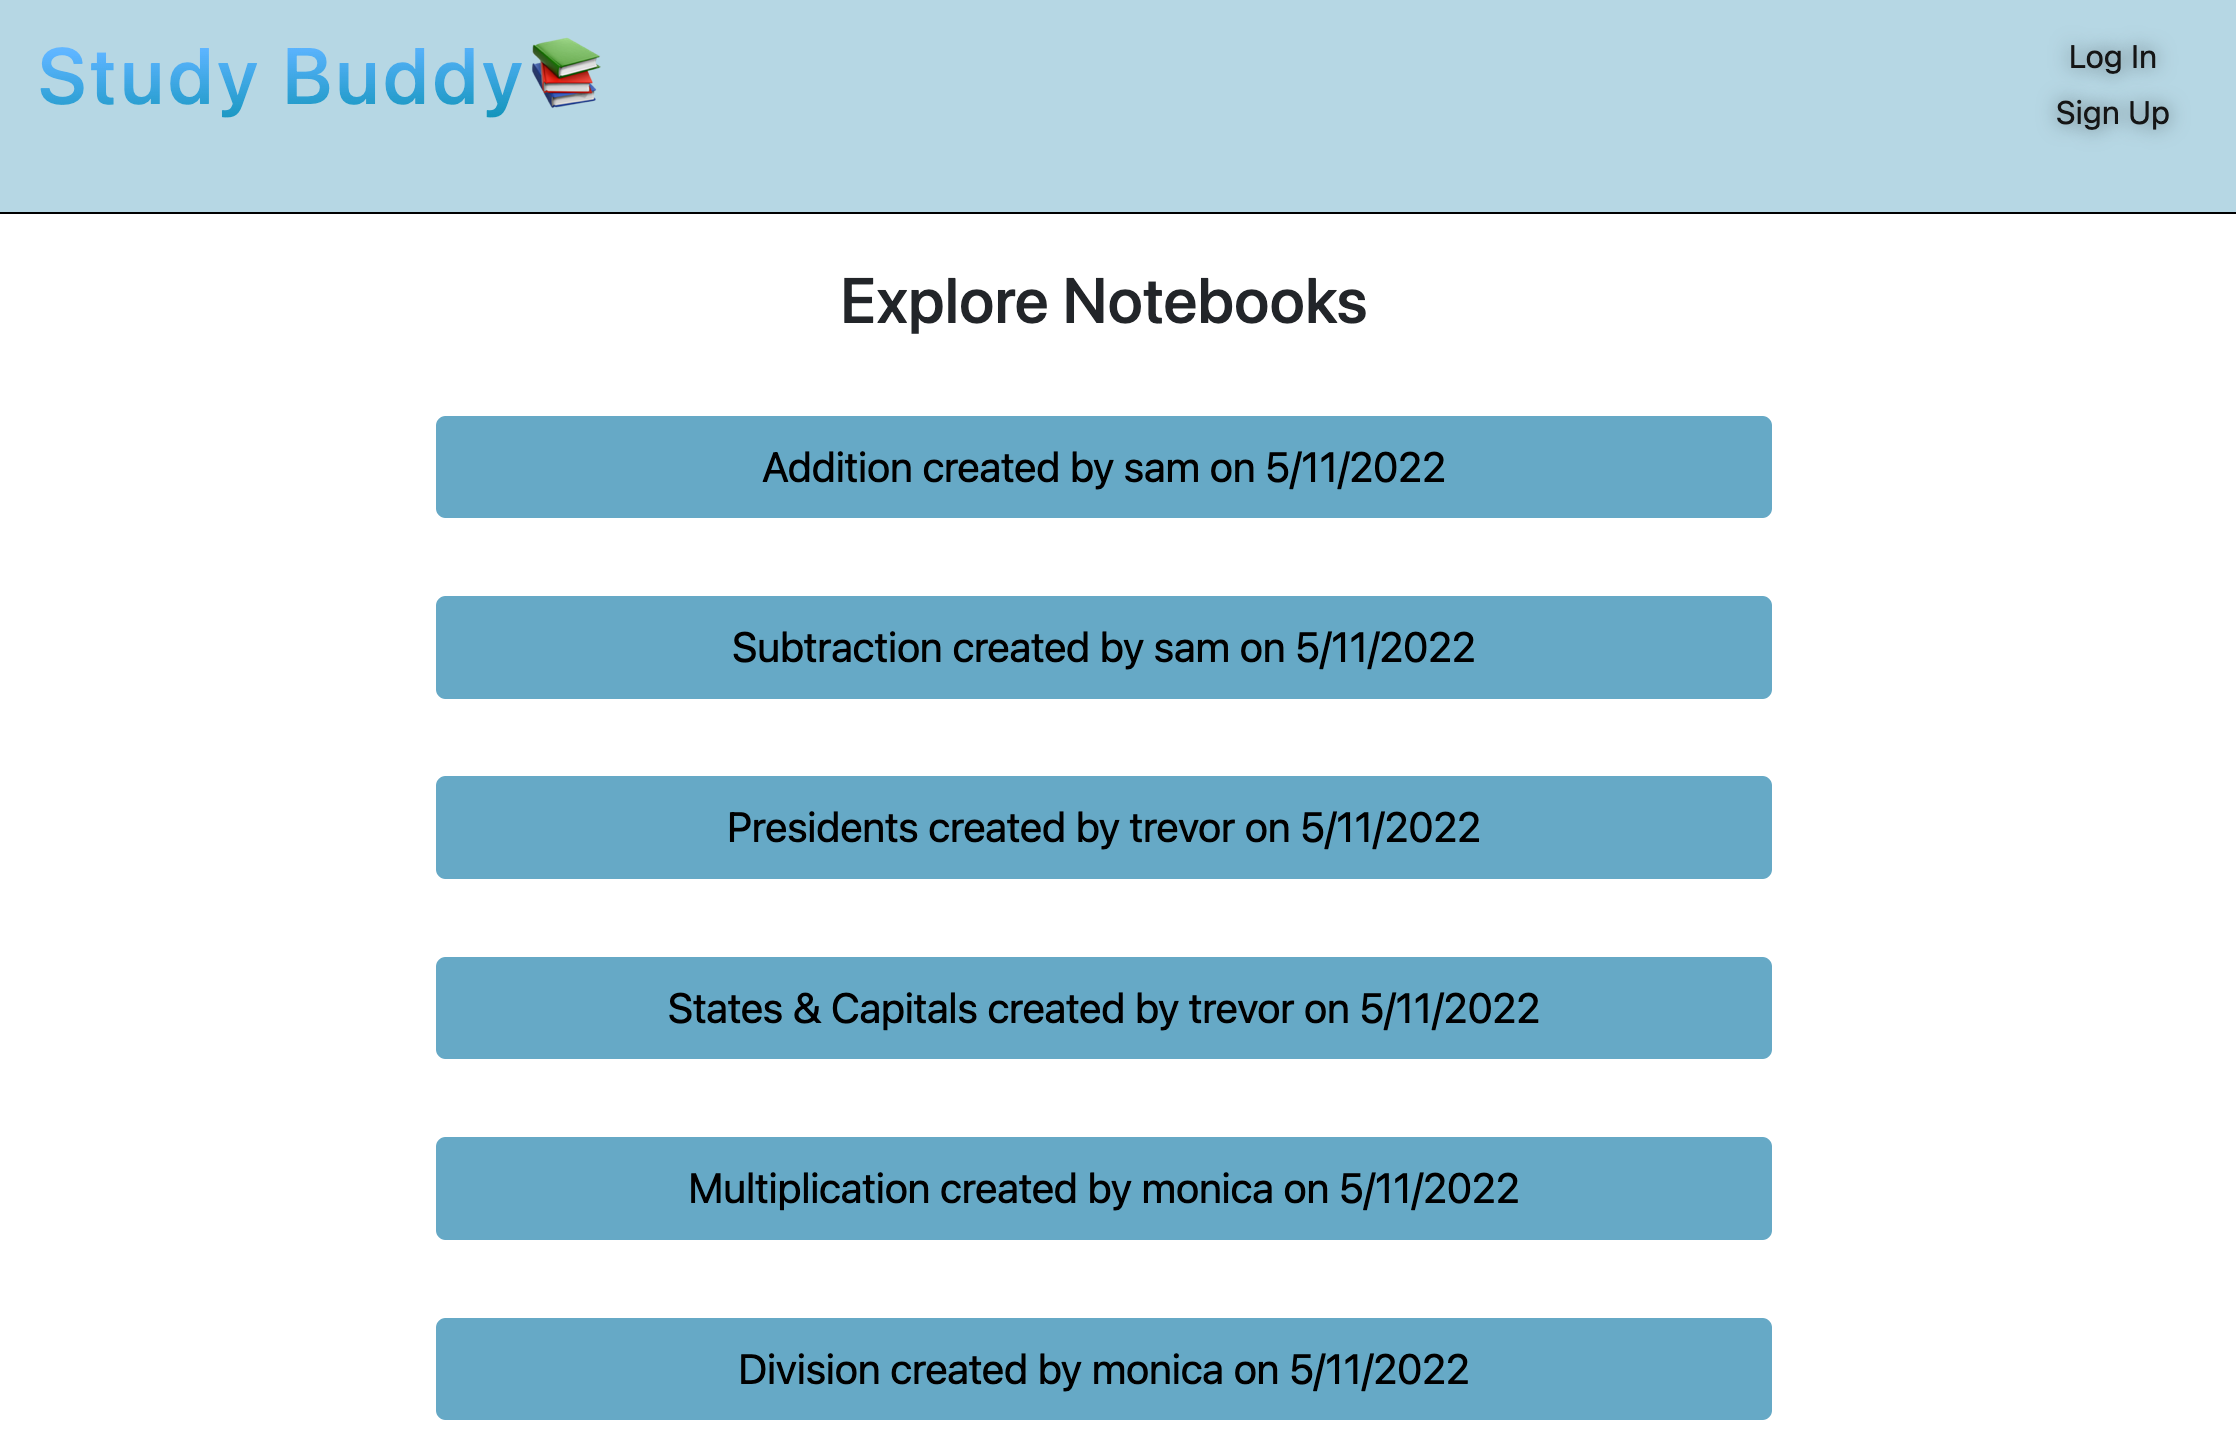 Study Buddy📚
Log In
Sign Up
Explore Notebooks
Addition created by sam on 5/11/2022
Subtraction created by sam on 5/11/2022
Presidents created by trevor on 5/11/2022
States & Capitals created by trevor on 5/11/2022
Multiplication created by monica on 5/11/2022
Division created by monica on 5/11/2022